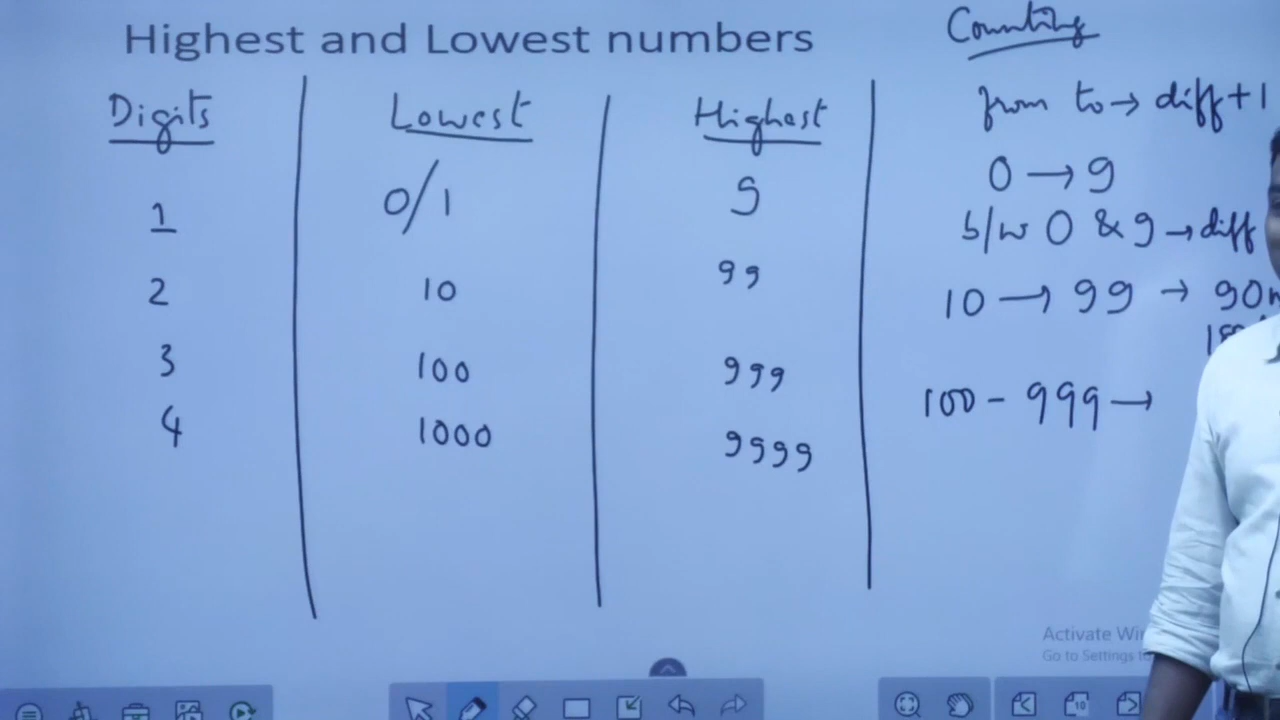 Highest and Lowest numbers
Counting
Digits Lowest Highest
from to → diff+1
1 0/1 9
0 → 9
b/w 0 & 9 → diff
2 10 99
10 → 99 → 90
3 100 999
100 - 999 →
4 1000 9999
Activate
Go to Settings
10